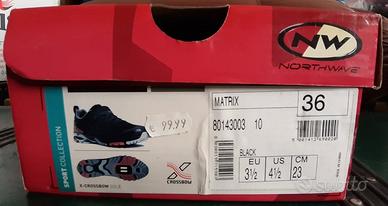 NW
NORTHWAVE
MATRIX
36
80143003 10
€ 99.99
BLACK
EU US CM
3½ 4½ 23
SPORT COLLECTION
X-CROSSBOW SOLE
X
CROSSBOW
subito